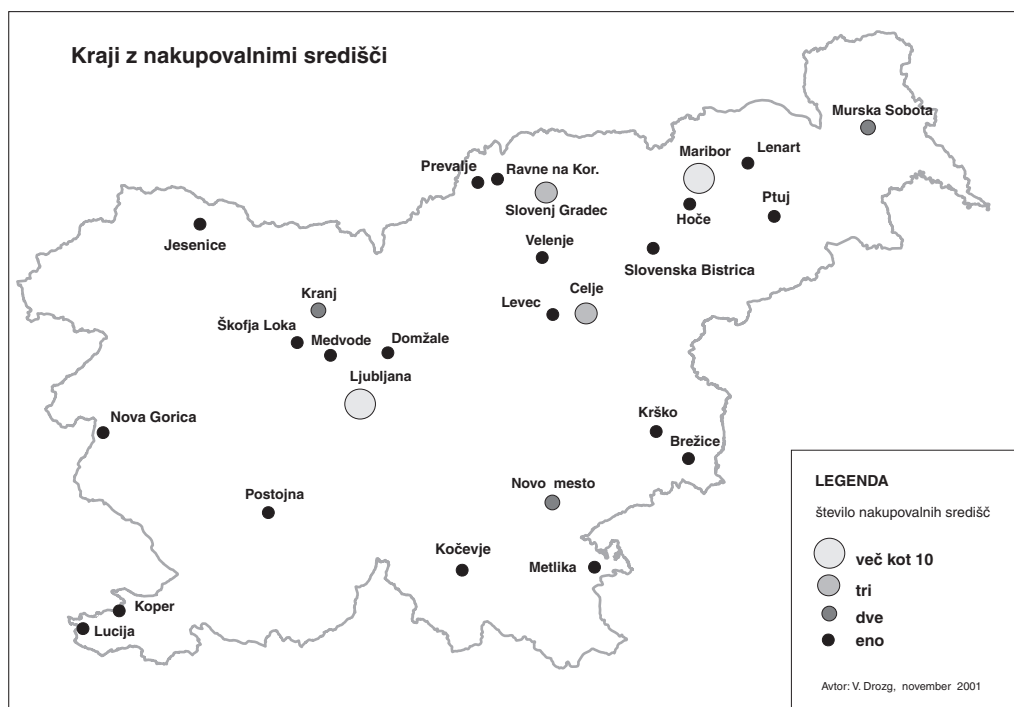 Kraji z nakupovalnimi središči
Murska Sobota
Maribor
Lenart
Prevalje
Ravne na Kor.
Slovenj Gradec
Ptuj
Hoče
Jesenice
Velenje
Slovenska Bistrica
Kranj
Celje
Levec
Škofja Loka
Medvode
Domžale
Ljubljana
Nova Gorica
Krško
Brežice
Postojna
Novo mesto
Kočevje
Metlika
Koper
Lucija
LEGENDA
število nakupovalnih središč
več kot 10
tri
dve
eno
Avtor: V. Drozg, november 2001